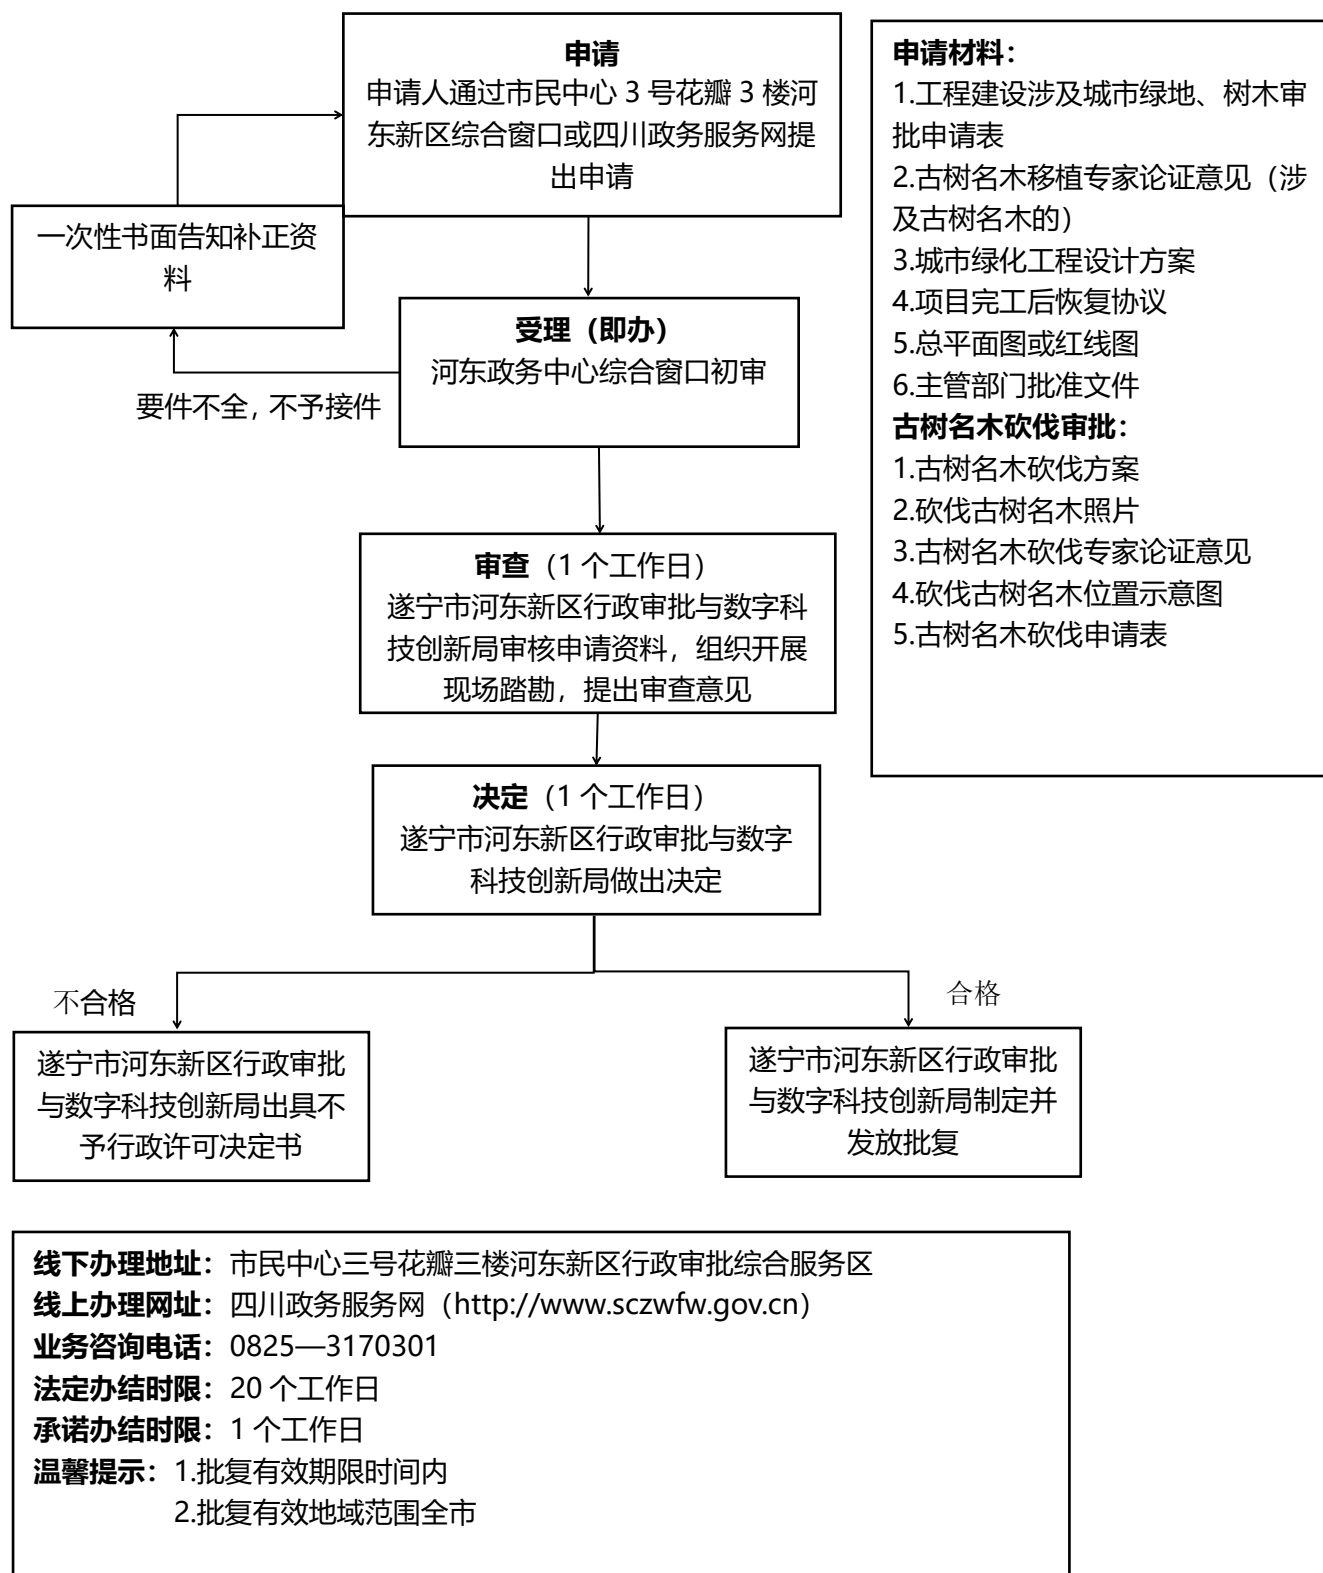 申请
申请人通过市民中心 3 号花瓣 3 楼河
东新区综合窗口或四川政务服务网提
出申请
一次性书面告知补正资
料
受理（即办）
河东政务中心综合窗口初审
要件不全，不予接件
审查（1 个工作日）
遂宁市河东新区行政审批与数字科
技创新局审核申请资料，组织开展
现场踏勘，提出审查意见
决定（1 个工作日）
遂宁市河东新区行政审批与数字
科技创新局做出决定
不合格
合格
遂宁市河东新区行政审批
与数字科技创新局出具不
予行政许可决定书
遂宁市河东新区行政审批
与数字科技创新局制定并
发放批复
申请材料：
1.工程建设涉及城市绿地、树木审
批申请表
2.古树名木移植专家论证意见（涉
及古树名木的）
3.城市绿化工程设计方案
4.项目完工后恢复协议
5.总平面图或红线图
6.主管部门批准文件
古树名木砍伐审批：
1.古树名木砍伐方案
2.砍伐古树名木照片
3.古树名木砍伐专家论证意见
4.砍伐古树名木位置示意图
5.古树名木砍伐申请表
线下办理地址：市民中心三号花瓣三楼河东新区行政审批综合服务区
线上办理网址：四川政务服务网（http://www.sczwfw.gov.cn）
业务咨询电话：0825—3170301
法定办结时限：20 个工作日
承诺办结时限：1 个工作日
温馨提示：1.批复有效期限时间内
2.批复有效地域范围全市